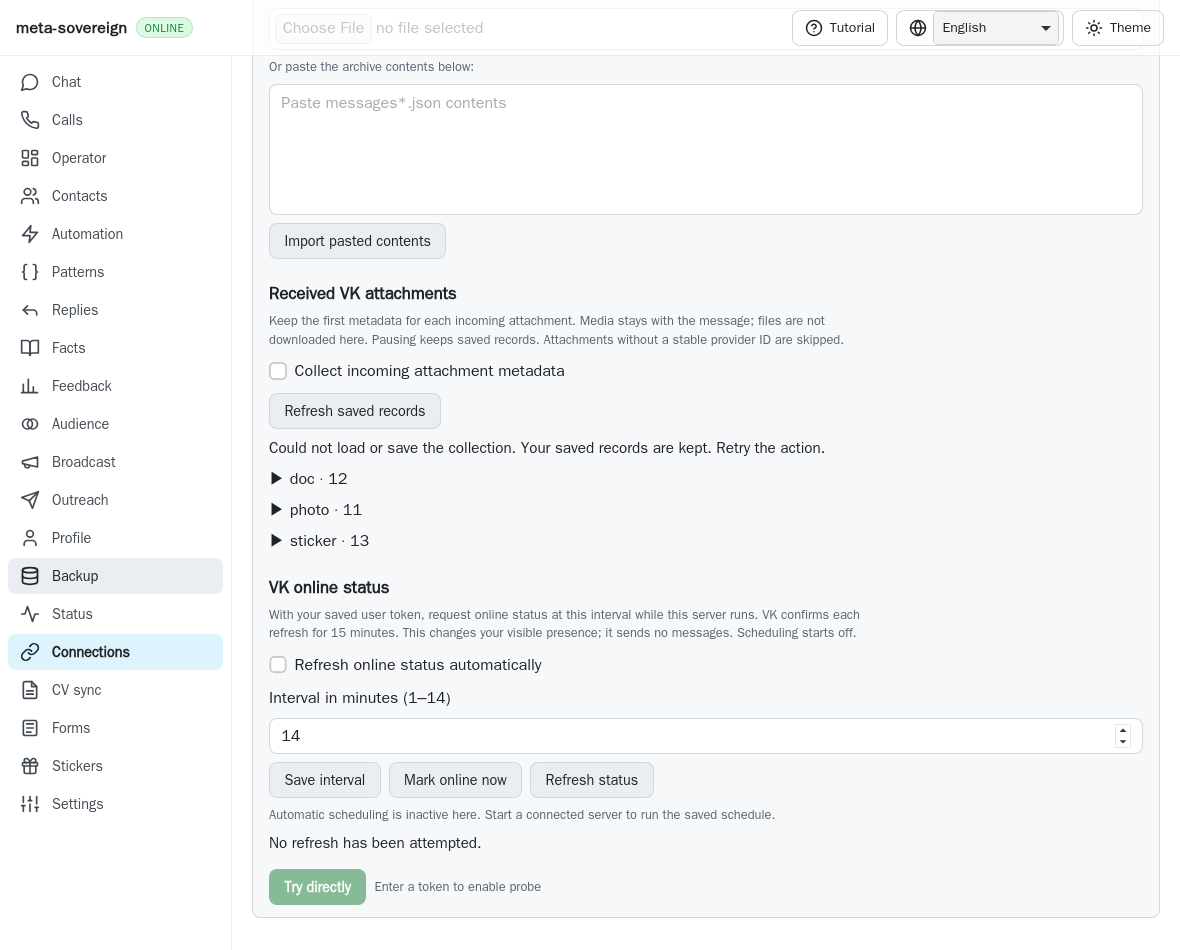 meta-sovereign ONLINE
Choose File no file selected
Tutorial
English
Theme
Chat
Calls
Operator
Contacts
Automation
Patterns
Replies
Facts
Feedback
Audience
Broadcast
Outreach
Profile
Backup
Status
Connections
CV sync
Forms
Stickers
Settings
Or paste the archive contents below:
Paste messages*.json contents
Import pasted contents
Received VK attachments
Keep the first metadata for each incoming attachment. Media stays with the message; files are not
downloaded here. Pausing keeps saved records. Attachments without a stable provider ID are skipped.
Collect incoming attachment metadata
Refresh saved records
Could not load or save the collection. Your saved records are kept. Retry the action.
doc · 12
photo · 11
sticker · 13
VK online status
With your saved user token, request online status at this interval while this server runs. VK confirms each
refresh for 15 minutes. This changes your visible presence; it sends no messages. Scheduling starts off.
Refresh online status automatically
Interval in minutes (1–14)
14
Save interval
Mark online now
Refresh status
Automatic scheduling is inactive here. Start a connected server to run the saved schedule.
No refresh has been attempted.
Try directly
Enter a token to enable probe